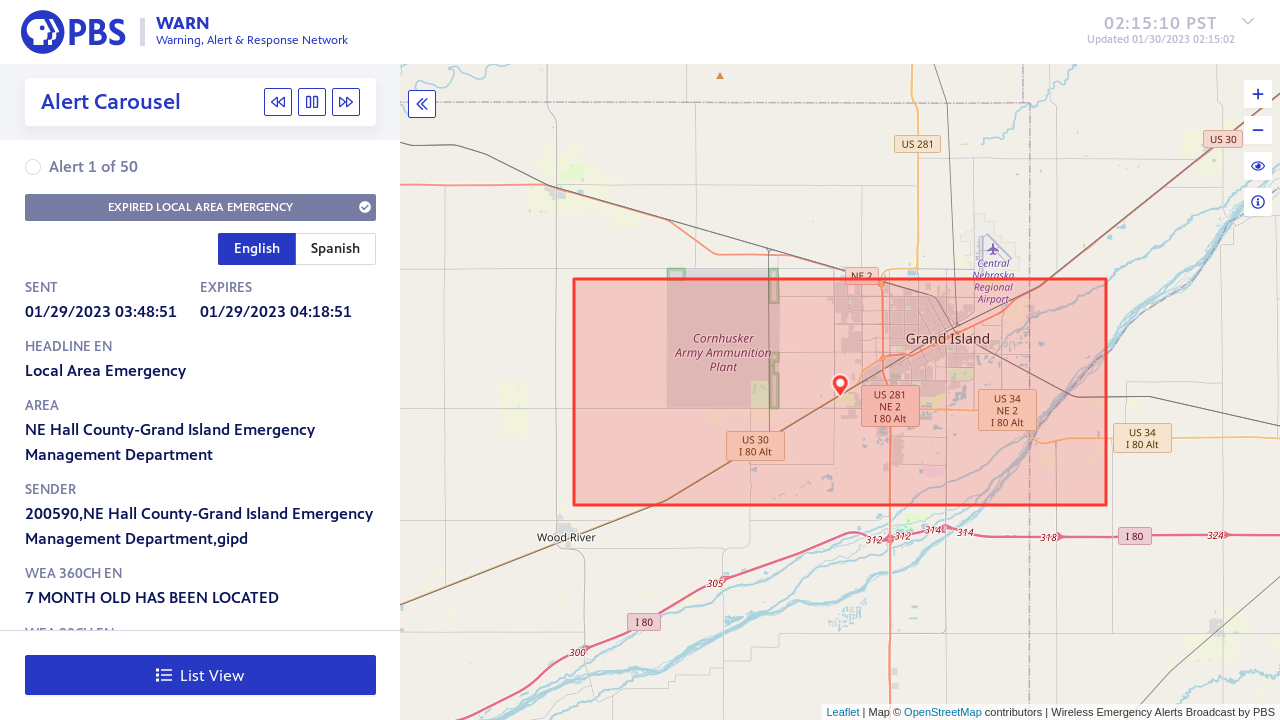 PBS
WARN
Warning, Alert & Response Network
02:15:10 PST
Updated 01/30/2023 02:15:02
Alert Carousel
Alert 1 of 50
EXPIRED LOCAL AREA EMERGENCY
English
Spanish
SENT
EXPIRES
01/29/2023 03:48:51
01/29/2023 04:18:51
HEADLINE EN
Local Area Emergency
AREA
NE Hall County-Grand Island Emergency
Management Department
SENDER
200590,NE Hall County-Grand Island Emergency
Management Department,gipd
WEA 360CH EN
7 MONTH OLD HAS BEEN LOCATED
List View
US 281
US 30
Central
Nebraska
Regional
Airport
NE 2
Cornhusker
Army Ammunition
Plant
Grand Island
US 281
NE 2
I 80 Alt
US 34
NE 2
I 80 Alt
US 30
I 80 Alt
US 34
I 80 Alt
Wood River
312
312
314
314
318
I 80
324
305
I 80
300
Leaflet | Map © OpenStreetMap contributors | Wireless Emergency Alerts Broadcast by PBS